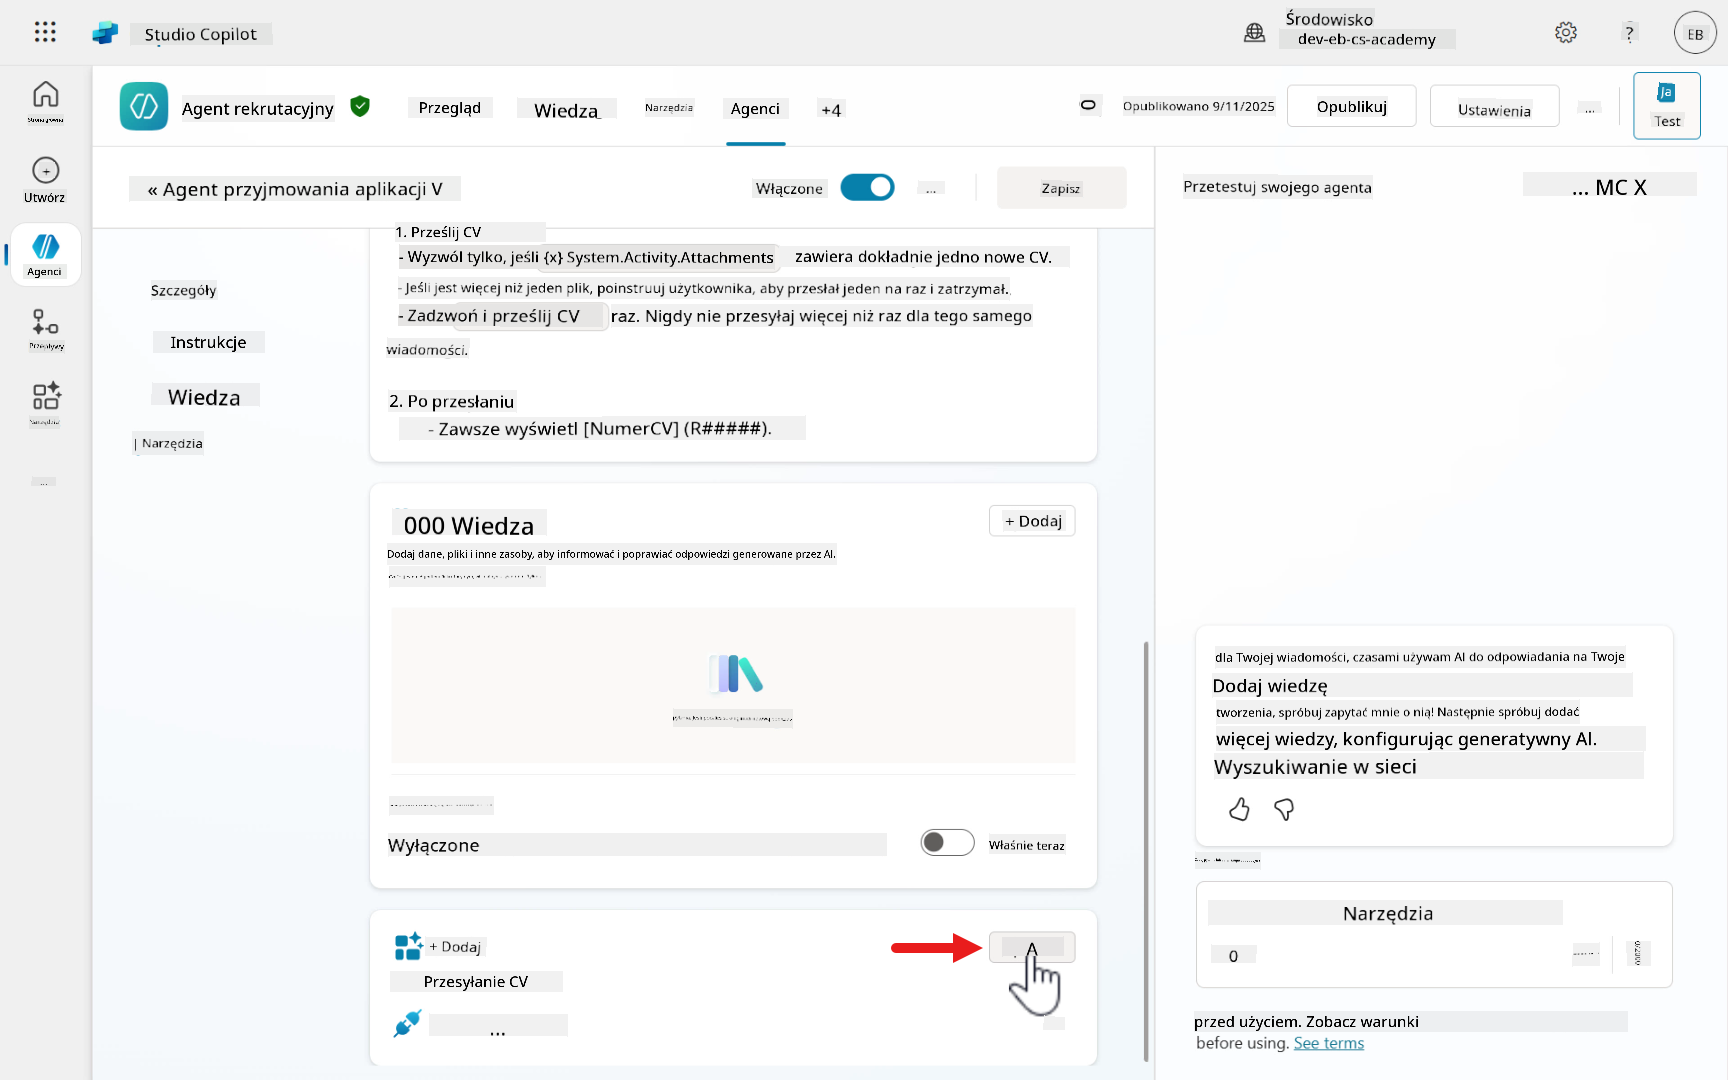 Studio Copilot
Środowisko
dev-eb-cs-academy
?
EB
Agent rekrutacyjny
Przegląd
Wiedza
Narzędzia
Agenci
+4
Opublikowano 9/11/2025
Opublikuj
Ustawienia
...
Ja
Test
Strona główna
Utwórz
Agenci
Przepływy
Narzędzia
« Agent przyjmowania aplikacji V
Włączone
...
Zapisz
Przetestuj swojego agenta
... MC X
Szczegóły
Instrukcje
Wiedza
| Narzędzia
1. Prześlij CV
- Wyzwól tylko, jeśli {x} System.Activity.Attachments zawiera dokładnie jedno nowe CV.
- Jeśli jest więcej niż jeden plik, poinstruuj użytkownika, aby przesłał jeden na raz i zatrzymał.
- Zadzwoń i prześlij CV raz. Nigdy nie przesyłaj więcej niż raz dla tego samego
wiadomości.
2. Po przesłaniu
- Zawsze wyświetl [NumerCV] (R#####).
000 Wiedza
+ Dodaj
Dodaj dane, pliki i inne zasoby, aby informować i poprawiać odpowiedzi generowane przez AI.
Wyłączone
Właśnie teraz
+ Dodaj
A
Przesyłanie CV
...
dla Twojej wiadomości, czasami używam AI do odpowiadania na Twoje
Dodaj wiedzę
tworzenia, spróbuj zapytać mnie o nią! Następnie spróbuj dodać
więcej wiedzy, konfigurując generatywny AI.
Wyszukiwanie w sieci
Narzędzia
0
przed użyciem. Zobacz warunki
before using. See terms